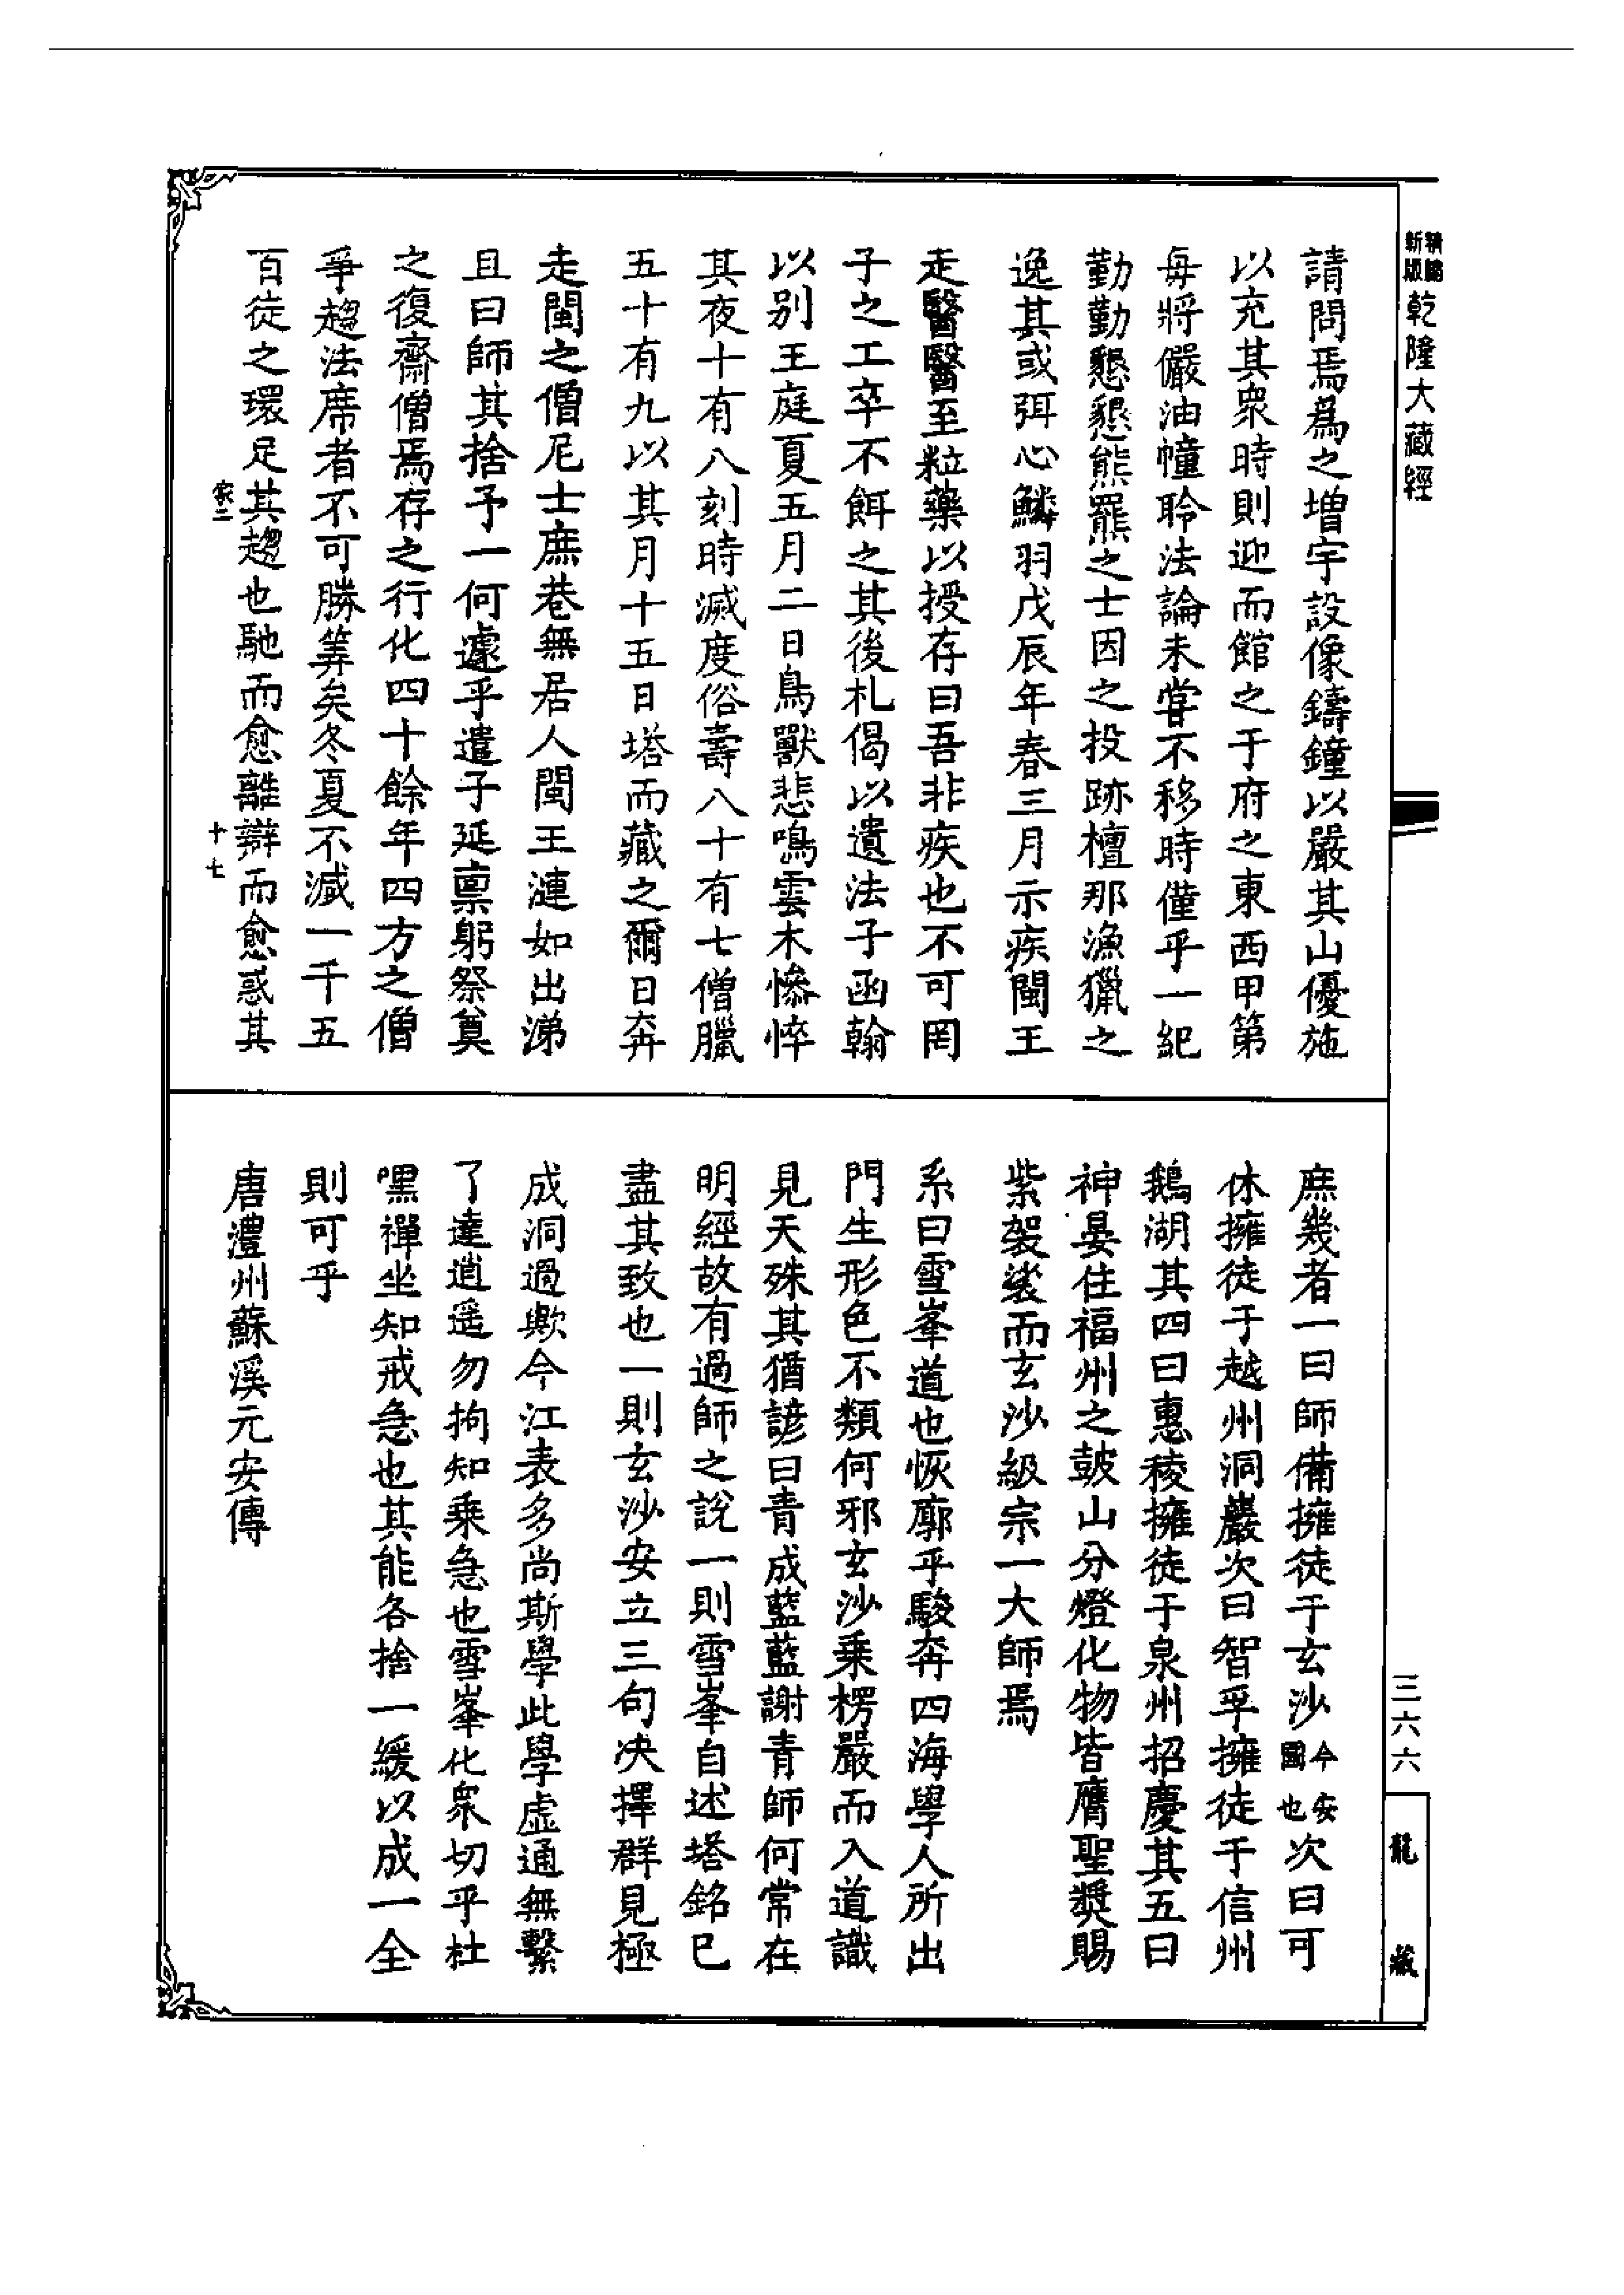 新版精縮乾隆大藏經
請問焉為之增宇設像鑄鐘以嚴其山優施
以充其眾時則迎而館之于府之東西甲第
每將儼油幢聆法論未甞不移時僅乎一紀
勤勤懇懇熊羆之士因之投跡檀那漁獵之
逸其或弭心鱗羽戊辰年春三月示疾閩王
走醫醫至粒藥以授存曰吾非疾也不可罔
子之工卒不餌之其後札偈以遺法子函翰
以别王庭夏五月二日鳥獸悲鳴雲木慘悴
其夜十有八刻時滅度俗壽八十有七僧臘
五十有九以其月十五日塔而藏之爾日奔
走閩之僧尼士庶巷無居人閩王漣如出涕
且曰師其捨予一何遽乎遣子延禀躬祭奠
之復齋僧焉存之行化四十餘年四方之僧
爭趨法席者不可勝筭矣冬夏不減一千五
百徒之環足其趨也馳而愈離辯而愈惑其
家二 十七
庶幾者一曰師備擁徒于玄沙今安國也次曰可
休擁徒于越州洞巖次曰智孚擁徒于信州
鵝湖其四曰惠稜擁徒于泉州招慶其五曰
神晏住福州之皷山分燈化物皆膺聖奬賜
紫袈裟而玄沙級宗一大師焉
系曰雪峯道也恢廓乎駿奔四海學人所出
門生形色不類何邪玄沙乘楞嚴而入道識
見天殊其猶諺曰青成藍藍謝青師何常在
明經故有過師之說一則雪峯自述塔銘已
盡其致也一則玄沙安立三句决擇群見極
成洞過歟今江表多尚斯學此學虛通無繫
了達逍遥勿拘知乘急也雪峯化眾切乎杜
嘿禪坐知戒急也其能各捨一緩以成一全
則可乎
唐澧州蘇溪元安傳
三六六
龍藏